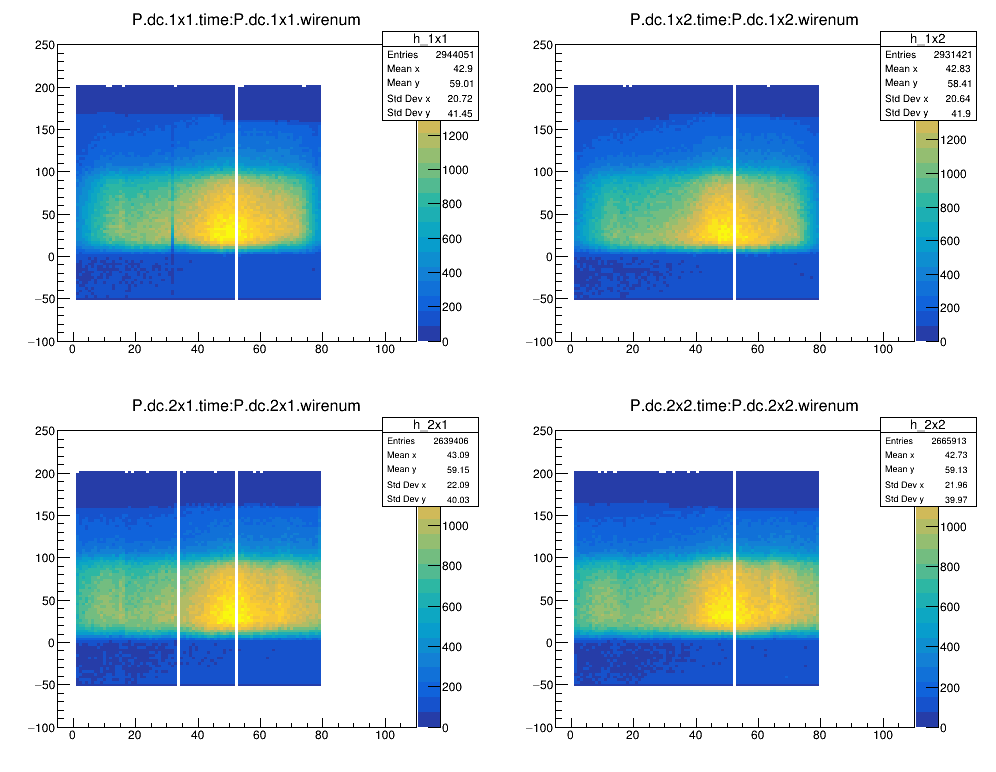 P.dc.1x1.time:P.dc.1x1.wirenum
h_1x1
Entries 2944051
Mean x 42.9
Mean y 59.01
Std Dev x 20.72
Std Dev y 41.45
250
200
150
100
50
0
−50
−100
0 20 40 60 80 100
1200
1000
800
600
400
200
0
P.dc.1x2.time:P.dc.1x2.wirenum
h_1x2
Entries 2931421
Mean x 42.83
Mean y 58.41
Std Dev x 20.64
Std Dev y 41.9
250
200
150
100
50
0
−50
−100
0 20 40 60 80 100
1200
1000
800
600
400
200
0
P.dc.2x1.time:P.dc.2x1.wirenum
h_2x1
Entries 2639406
Mean x 43.09
Mean y 59.15
Std Dev x 22.09
Std Dev y 40.03
250
200
150
100
50
0
−50
−100
0 20 40 60 80 100
1000
800
600
400
200
0
P.dc.2x2.time:P.dc.2x2.wirenum
h_2x2
Entries 2665913
Mean x 42.73
Mean y 59.13
Std Dev x 21.96
Std Dev y 39.97
250
200
150
100
50
0
−50
−100
0 20 40 60 80 100
1000
800
600
400
200
0